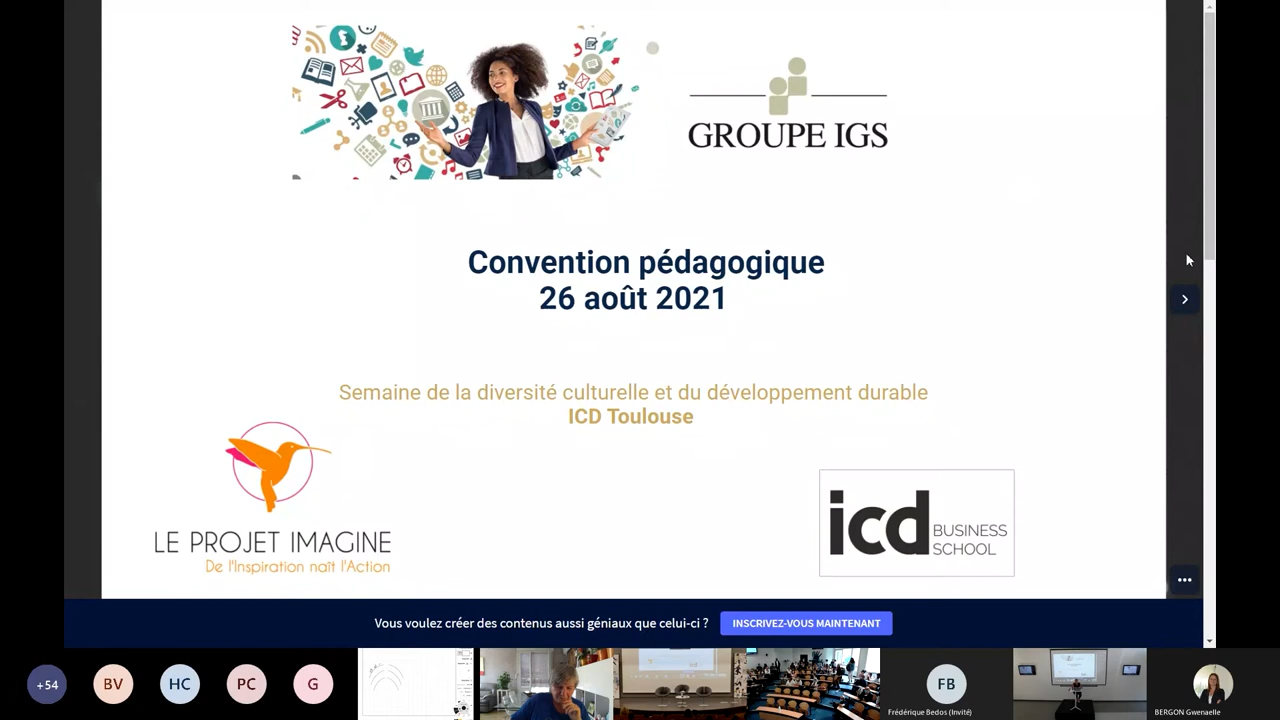 GROUPE IGS
Convention pédagogique
26 août 2021
Semaine de la diversité culturelle et du développement durable
ICD Toulouse
LE PROJET IMAGINE
De l'Inspiration naît l'Action
icd BUSINESS
SCHOOL
Vous voulez créer des contenus aussi géniaux que celui-ci ? INSCRIVEZ-VOUS MAINTENANT
+54 BV HC PC G FB
Frédérique Bedos (Invité) BERGON Gwenaelle